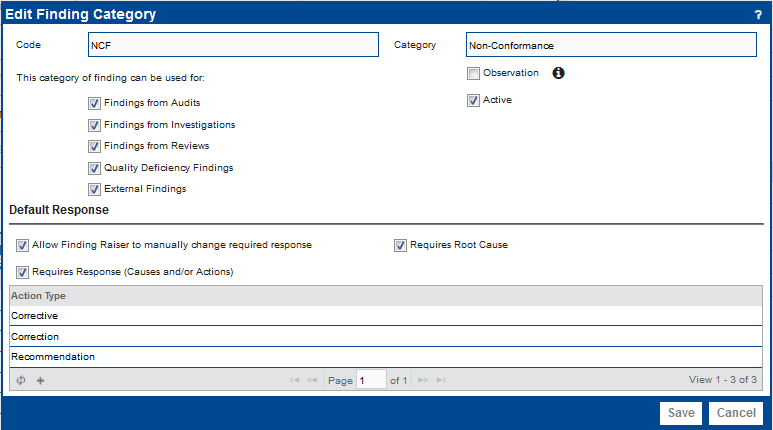 Edit Finding Category ?
Code NCF Category Non-Conformance
Observation i
This category of finding can be used for:
Active
Findings from Audits
Findings from Investigations
Findings from Reviews
Quality Deficiency Findings
External Findings
Default Response
Allow Finding Raiser to manually change required response Requires Root Cause
Requires Response (Causes and/or Actions)
Action Type
Corrective
Correction
Recommendation
Page 1 of 1 View 1 - 3 of 3
Save Cancel